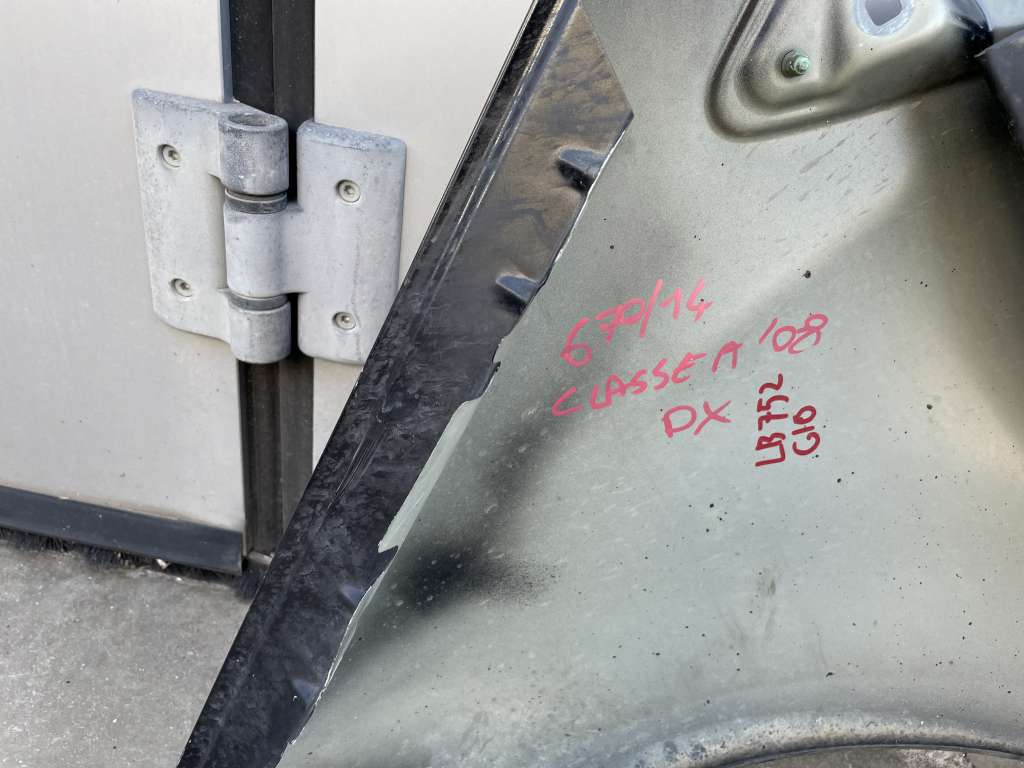 670/14
CLASSE A '08
DX
LB752
G10